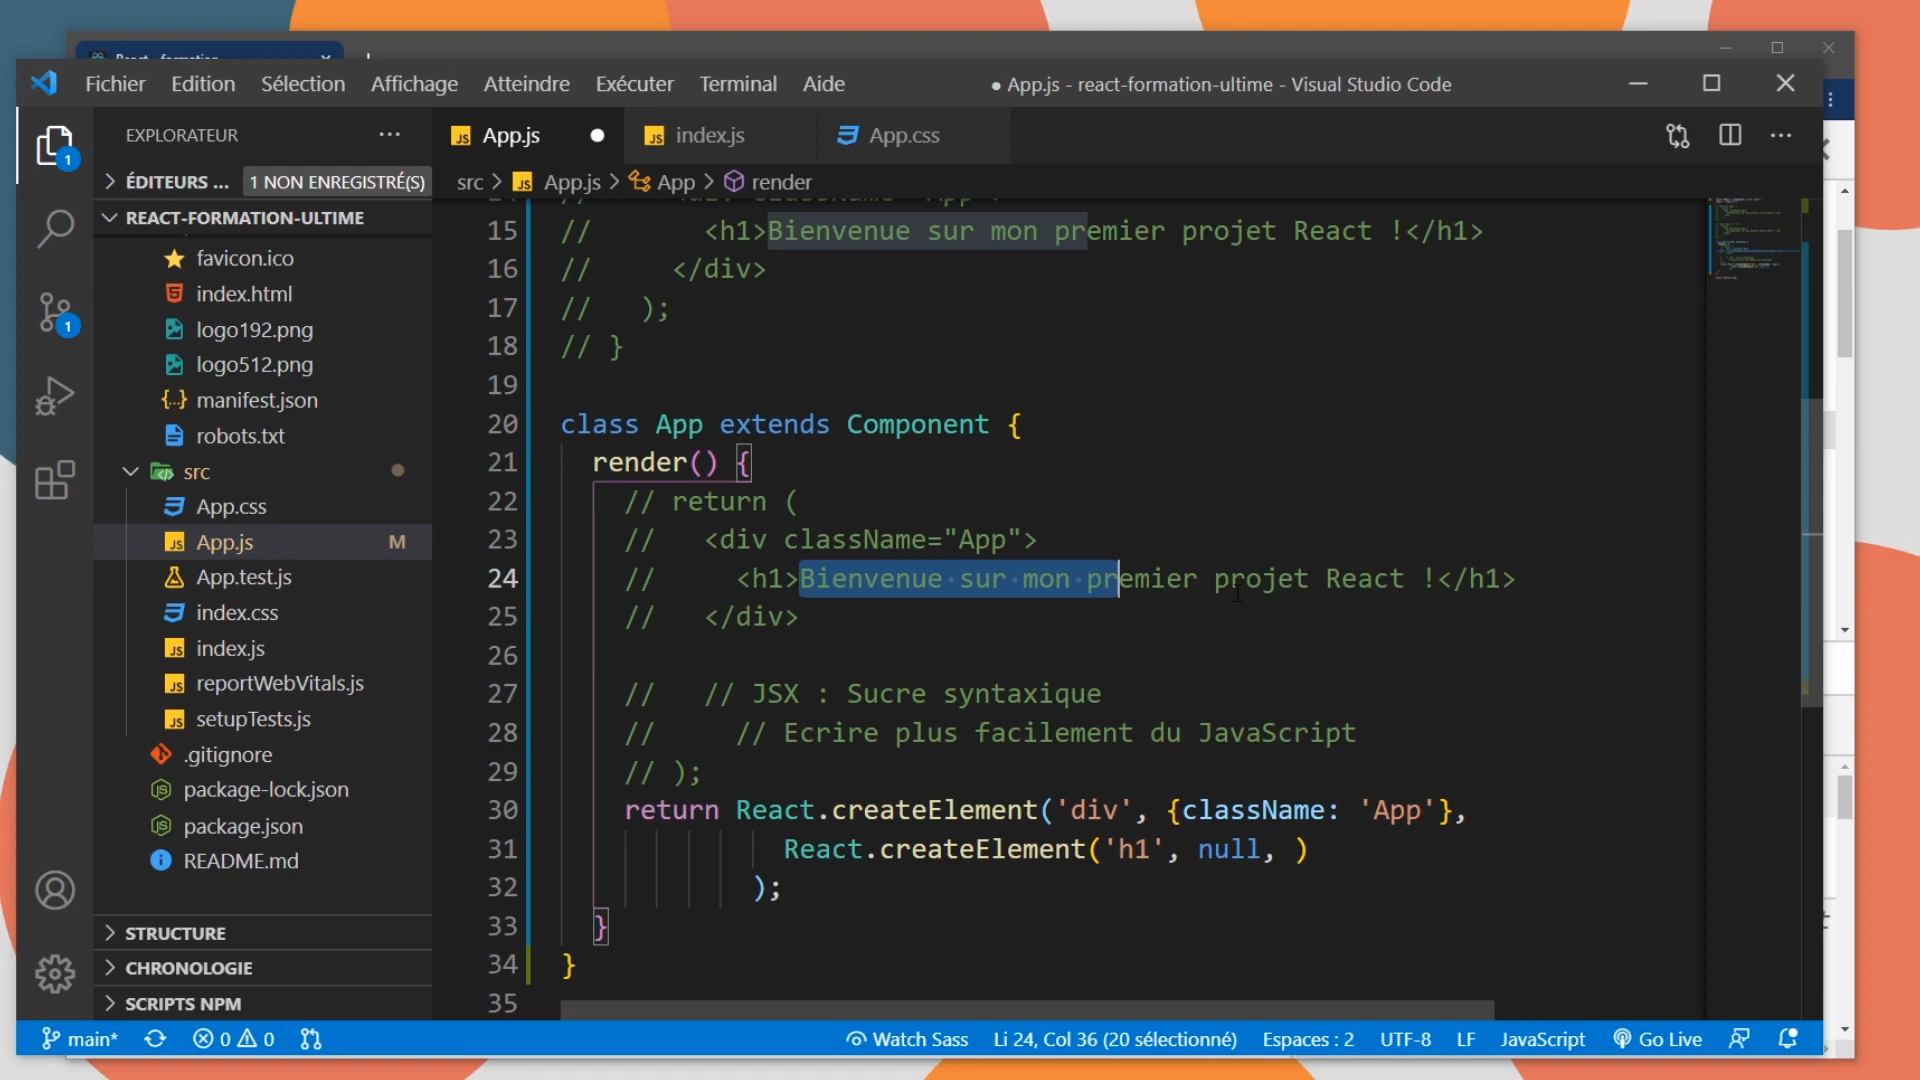 React - formation
Fichier Edition Sélection Affichage Atteindre Exécuter Terminal Aide
● App.js - react-formation-ultime - Visual Studio Code
EXPLORATEUR
App.js
index.js
App.css
ÉDITEURS ... 1 NON ENREGISTRÉ(S)
src > App.js > App > render
REACT-FORMATION-ULTIME
favicon.ico
index.html
logo192.png
logo512.png
manifest.json
robots.txt
src
App.css
App.js M
App.test.js
index.css
index.js
reportWebVitals.js
setupTests.js
.gitignore
package-lock.json
package.json
README.md
STRUCTURE
CHRONOLOGIE
SCRIPTS NPM
1
1
15 //       <h1>Bienvenue sur mon premier projet React !</h1>
16 //     </div>
17 //   );
18 // }
19
20 class App extends Component {
21   render() {
22     // return (
23     //   <div className="App">
24     //     <h1>Bienvenue sur mon premier projet React !</h1>
25     //   </div>
26
27     //   // JSX : Sucre syntaxique
28     //     // Ecrire plus facilement du JavaScript
29     // );
30     return React.createElement('div', {className: 'App'},
31               React.createElement('h1', null, )
32             );
33   }
34 }
35
main* 0 0 Watch Sass Li 24, Col 36 (20 sélectionné) Espaces : 2 UTF-8 LF JavaScript Go Live